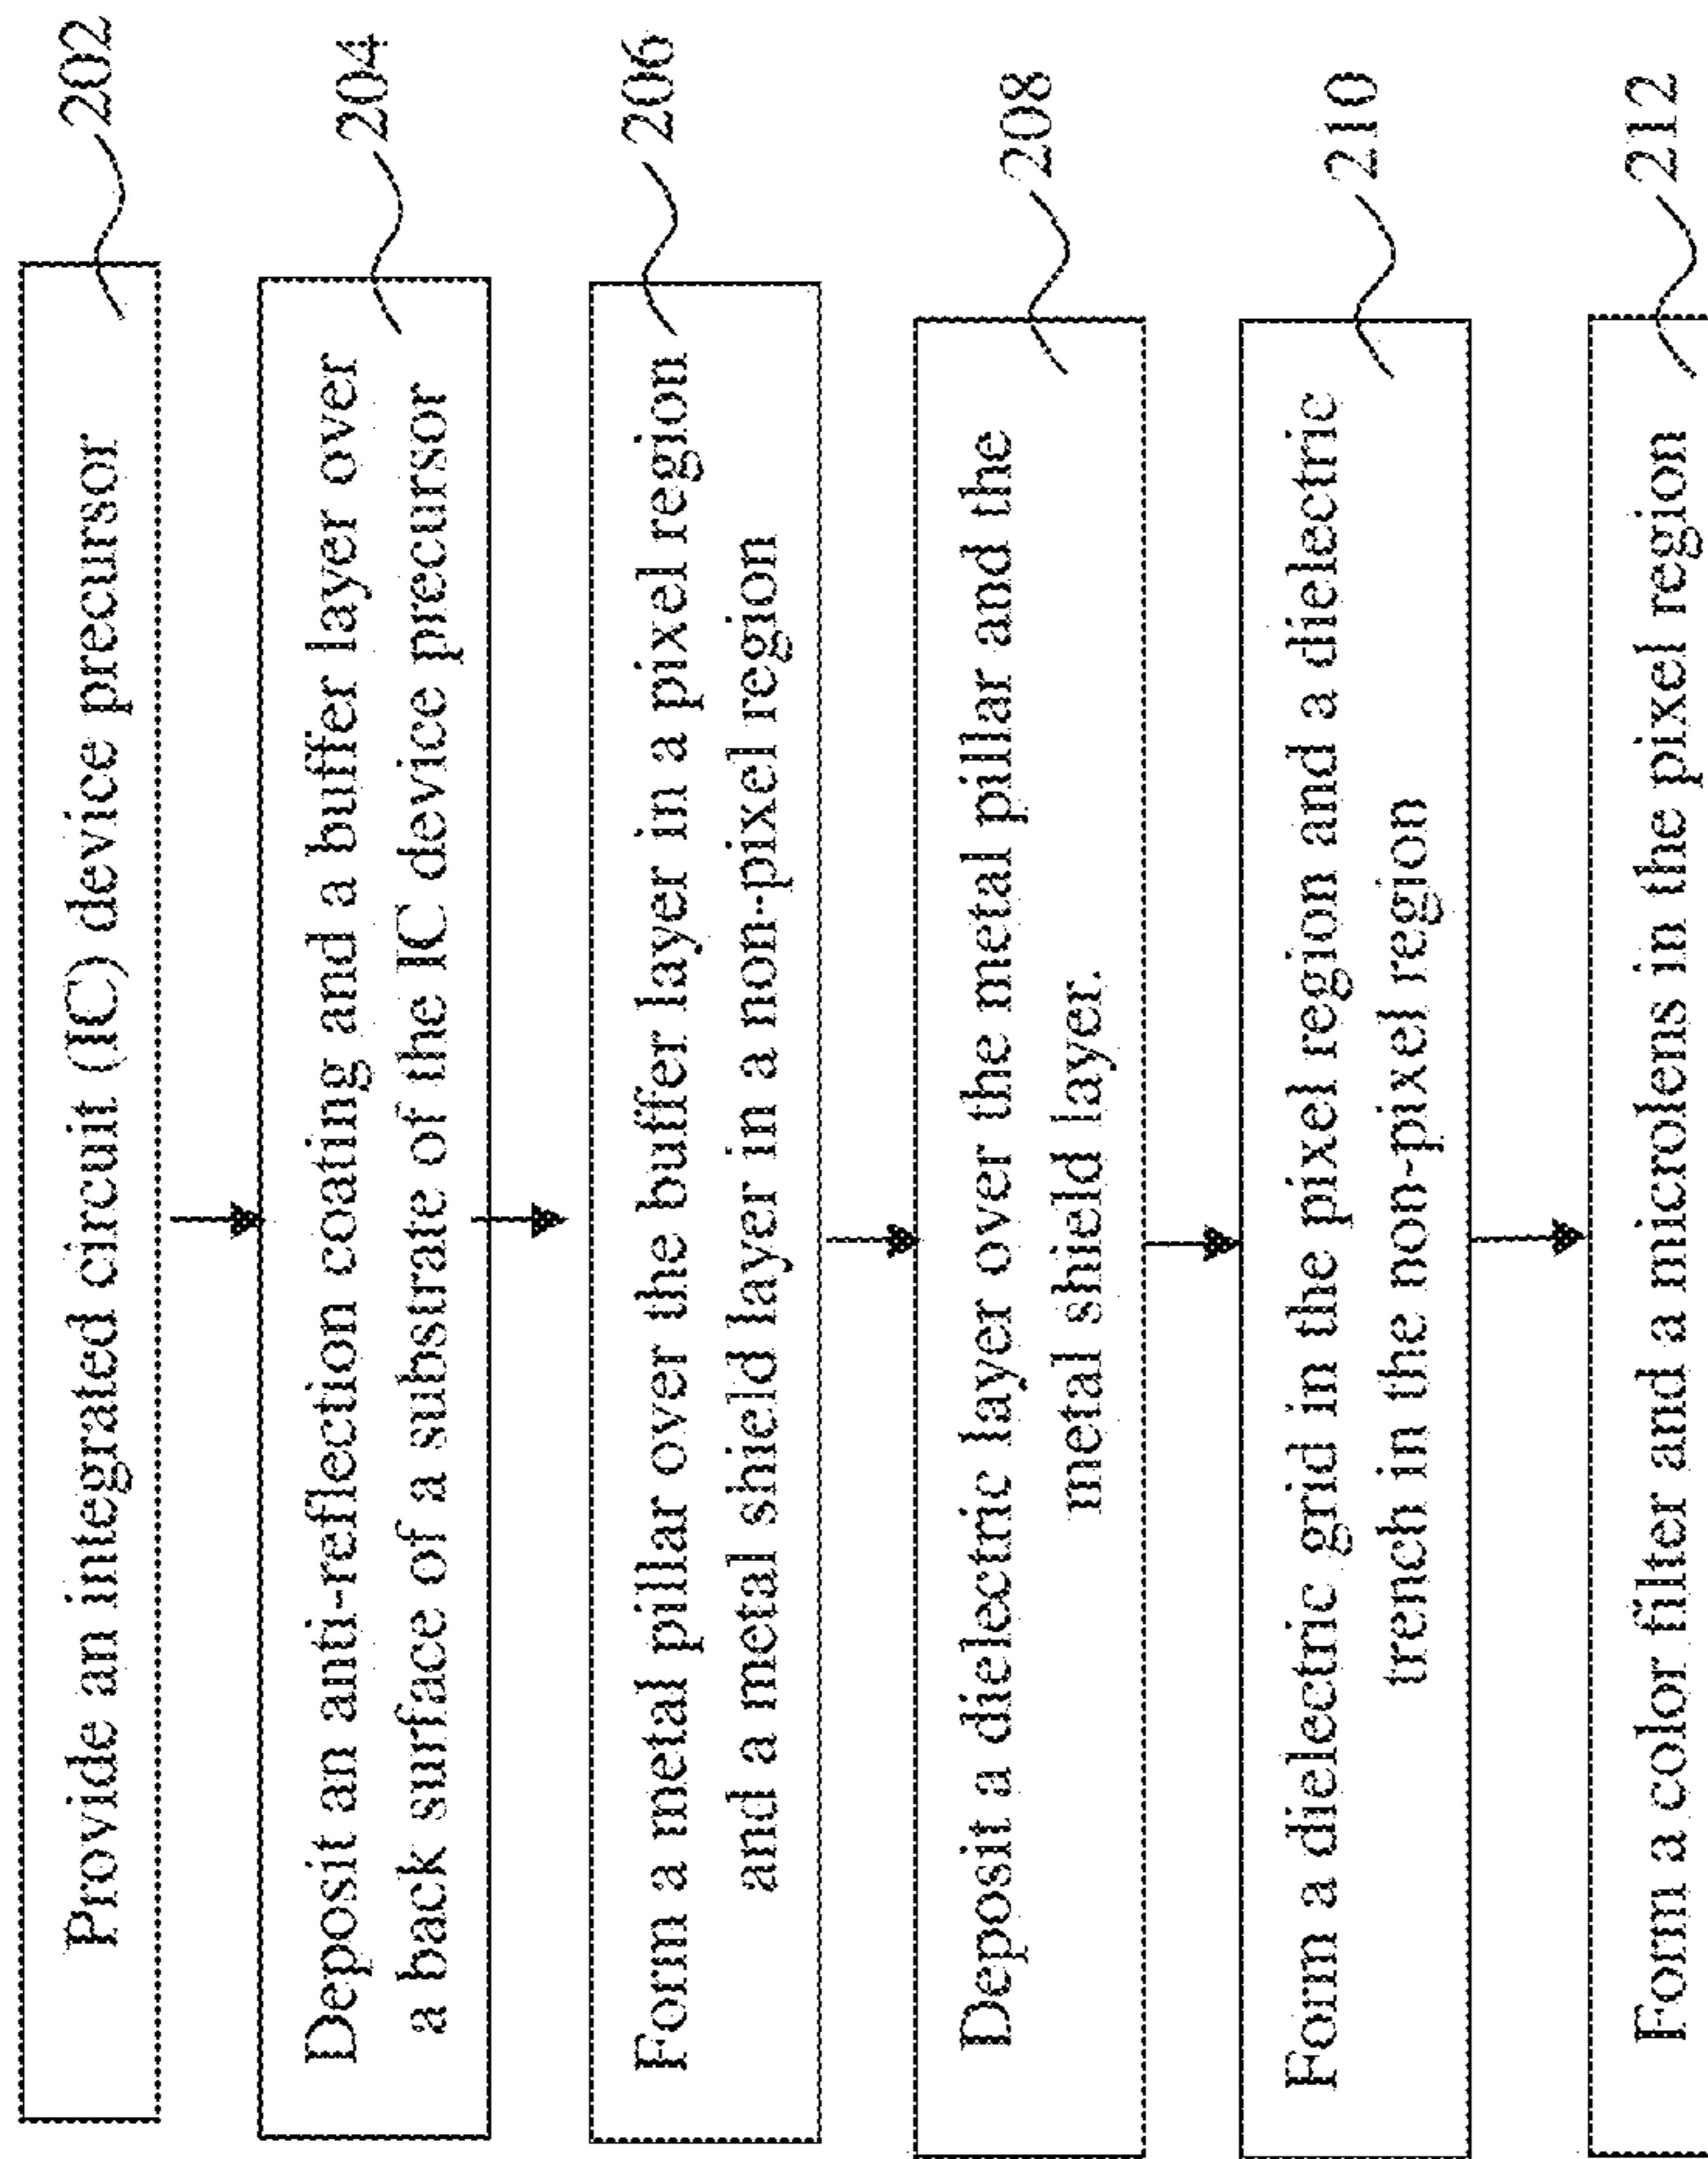 Provide an integrated circuit (IC) device precursor
202
Deposit an anti-reflection coating and a buffer layer over
a back surface of a substrate of the IC device precursor
204
Form a metal pillar over the buffer layer in a pixel region
and a metal shield layer in a non-pixel region
206
Deposit a dielectric layer over the metal pillar and the
metal shield layer.
208
Form a dielectric grid in the pixel region and a dielectric
trench in the non-pixel region
210
Form a color filter and a microlens in the pixel region
212